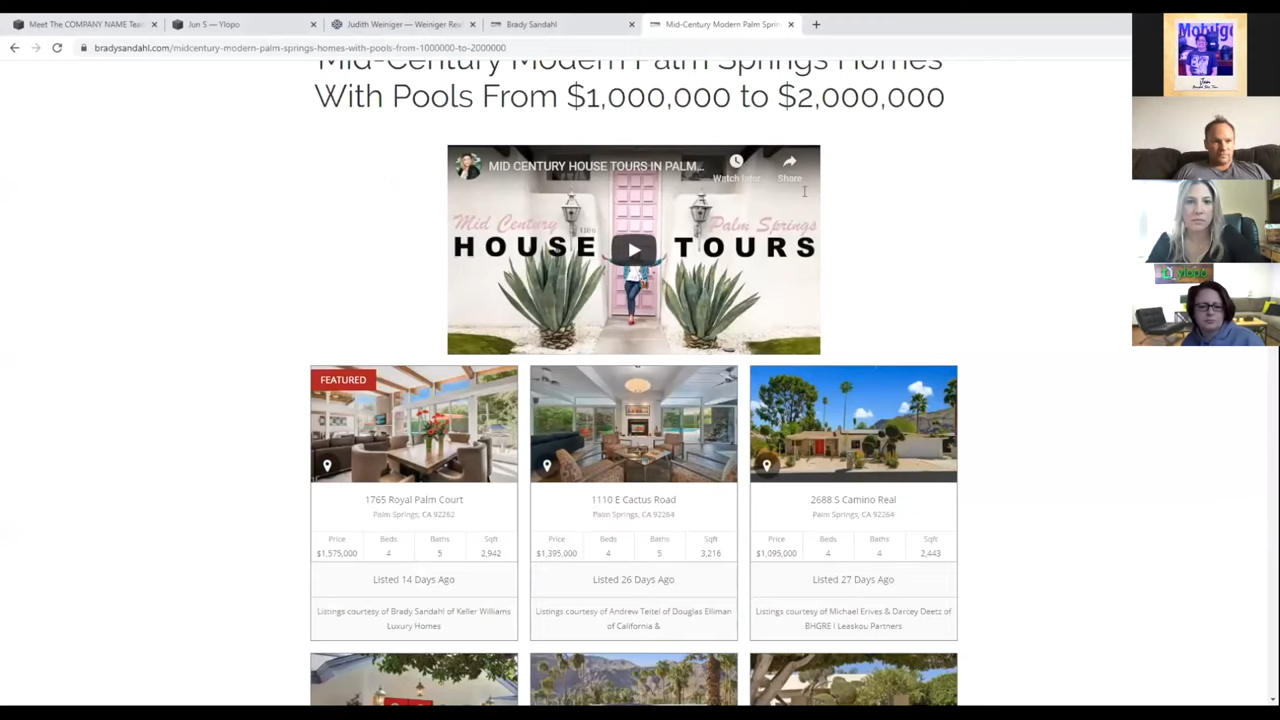 Meet The COMPANY NAME Tea
Jun S — Ylopo
Judith Weiniger — Weiniger Rea
Brady Sandahl
Mid-Century Modern Palm Sprin
bradysandahl.com/midcentury-modern-palm-springs-homes-with-pools-from-1000000-to-2000000
Mid-Century Modern Palm Springs Homes
With Pools From $1,000,000 to $2,000,000
MID CENTURY HOUSE TOURS IN PALM...
Watch later
Share
Mid Century
Palm Springs
HOUSE TOURS
FEATURED
1765 Royal Palm Court
Palm Springs, CA 92262
Price Beds Baths Sqft
$1,575,000 4 5 2,942
Listed 14 Days Ago
Listings courtesy of Brady Sandahl of Keller Williams
Luxury Homes
1110 E Cactus Road
Palm Springs, CA 92264
Price Beds Baths Sqft
$1,395,000 4 5 3,216
Listed 26 Days Ago
Listings courtesy of Andrew Teitel of Douglas Elliman
of California &
2688 S Camino Real
Palm Springs, CA 92264
Price Beds Baths Sqft
$1,095,000 4 4 2,443
Listed 27 Days Ago
Listings courtesy of Michael Erives & Darcey Deetz of
BHGRE | Leaskou Partners
ylopo